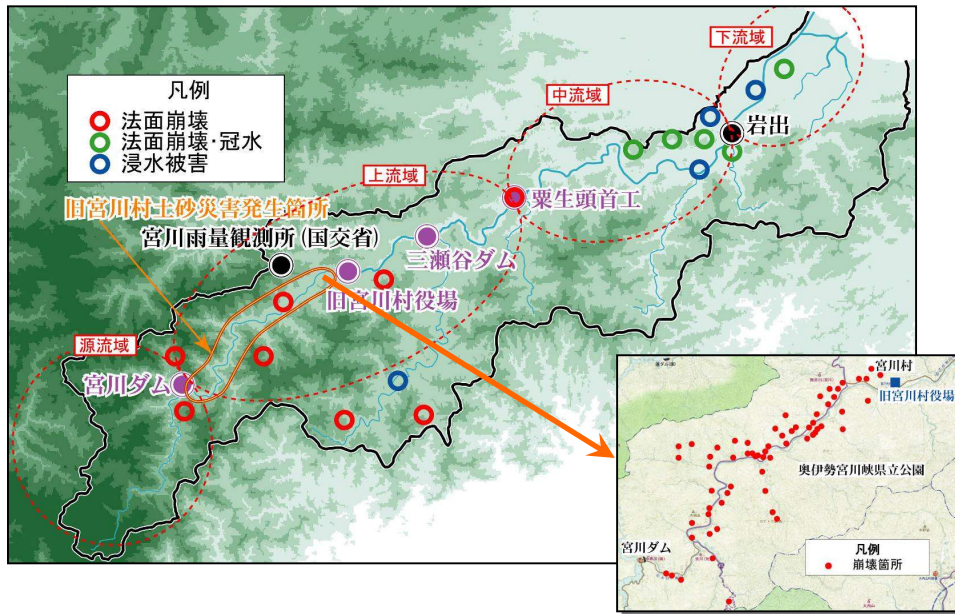 下流域
凡例
法面崩壊
法面崩壊・冠水
浸水被害
中流域
岩出
上流域
粟生頭首工
旧宮川村土砂災害発生箇所
宮川雨量観測所(国交省)
三瀬谷ダム
旧宮川村役場
源流域
宮川ダム
宮川村
旧宮川村役場
奥伊勢宮川峡県立公園
宮川ダム
凡例
崩壊箇所